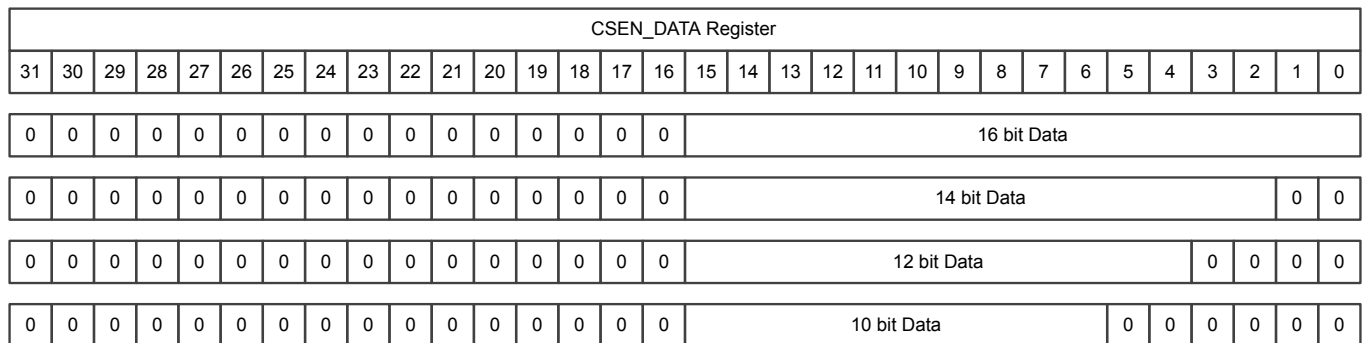 CSEN_DATA Register
31 30 29 28 27 26 25 24 23 22 21 20 19 18 17 16 15 14 13 12 11 10 9 8 7 6 5 4 3 2 1 0
0 0 0 0 0 0 0 0 0 0 0 0 0 0 0 0 16 bit Data
0 0 0 0 0 0 0 0 0 0 0 0 0 0 0 0 14 bit Data 0 0
0 0 0 0 0 0 0 0 0 0 0 0 0 0 0 0 12 bit Data 0 0 0 0
0 0 0 0 0 0 0 0 0 0 0 0 0 0 0 0 10 bit Data 0 0 0 0 0 0